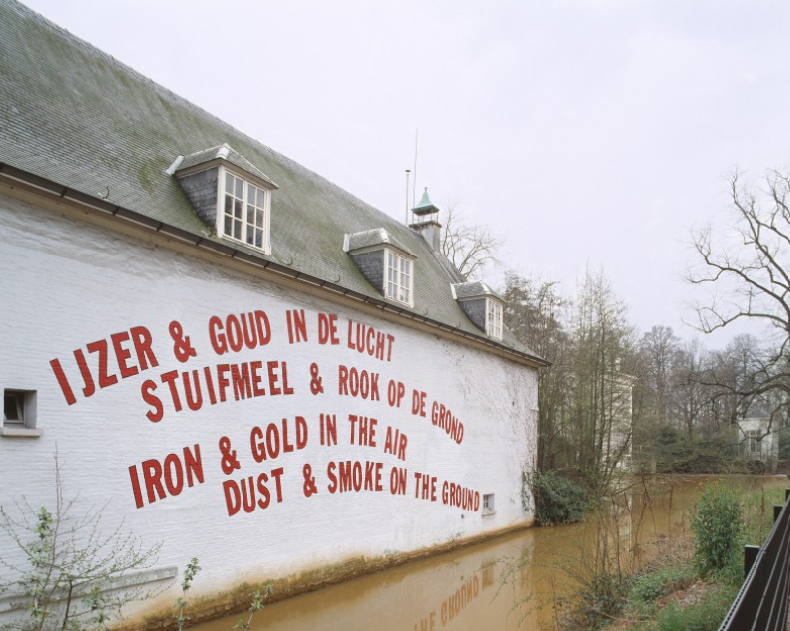 IJZER & GOUD IN DE LUCHT
STUIFMEEL & ROOK OP DE GROND
IRON & GOLD IN THE AIR
DUST & SMOKE ON THE GROUND